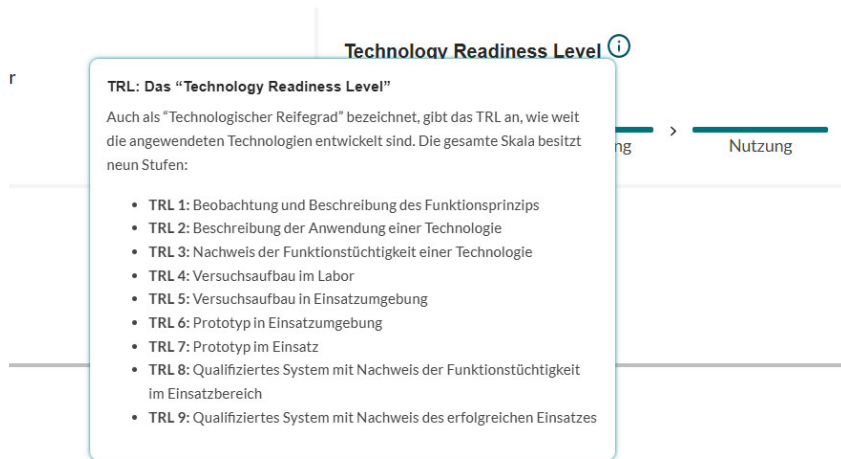 Technology Readiness Level
r
TRL: Das “Technology Readiness Level”
Auch als “Technologischer Reifegrad” bezeichnet, gibt das TRL an, wie weit
die angewendeten Technologien entwickelt sind. Die gesamte Skala besitzt
neun Stufen:
ng
Nutzung
• TRL 1: Beobachtung und Beschreibung des Funktionsprinzips
• TRL 2: Beschreibung der Anwendung einer Technologie
• TRL 3: Nachweis der Funktionstüchtigkeit einer Technologie
• TRL 4: Versuchsaufbau im Labor
• TRL 5: Versuchsaufbau in Einsatzumgebung
• TRL 6: Prototyp in Einsatzumgebung
• TRL 7: Prototyp im Einsatz
• TRL 8: Qualifiziertes System mit Nachweis der Funktionstüchtigkeit
im Einsatzbereich
• TRL 9: Qualifiziertes System mit Nachweis des erfolgreichen Einsatzes